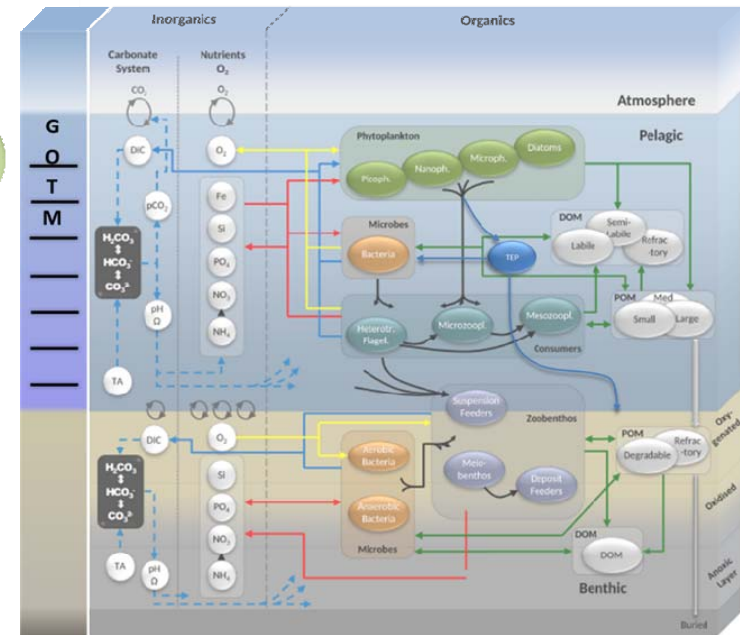 Inorganics
Organics
Carbonate
System
Nutrients
O₂
CO₂
O₂
Atmosphere
G
O
T
M
Pelagic
DIC
O₂
pCO₂
H₂CO₃
⇕
HCO₃⁻
⇕
CO₃²⁻
pH
Ω
TA
Fe
Si
PO₄
NO₃
NH₄
Phytoplankton
Picoph.
Nanoph.
Microph.
Diatoms
Microbes
Bacteria
TEP
DOM
Labile
Semi-
Labile
Refrac
-tory
POM
Small
Med
Large
Heterotr.
Flagel.
Microzoopl.
Mesozoopl.
Consumers
DIC
O₂
H₂CO₃
⇕
HCO₃⁻
⇕
CO₃²⁻
TA
pH
Ω
Si
PO₄
NO₃
NH₄
Aerobic
Bacteria
Anaerobic
Bacteria
Microbes
Suspension
Feeders
Zoobenthos
Meio-
benthos
Deposit
Feeders
POM
Degradable
Refrac
-tory
DOM
DOM
Benthic
Oxy-
genated
Oxidised
Anoxic
Layer
Buried